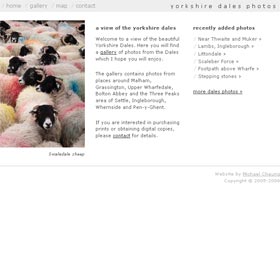 / home / gallery / map / contact
yorkshire dales photos
a view of the yorkshire dales
Welcome to a view of the beautiful
Yorkshire Dales. Here you will find
a gallery of photos from the Dales
which I hope you will enjoy.
The gallery contains photos from
places around Malham,
Grassington, Upper Wharfedale,
Bolton Abbey and the Three Peaks
area of Settle, Ingleborough,
Whernside and Pen-y-Ghent.
If you are interested in purchasing
prints or obtaining digital copies,
please contact for details.
recently added photos
Near Thwaite and Muker >
Lambs, Ingleborough >
Littondale >
Scaleber Force >
Footpath above Wharfe >
Stepping stones >
more dales photos >
Swaledale sheep
Website by Michael Cheung
Copyright © 2005-2006